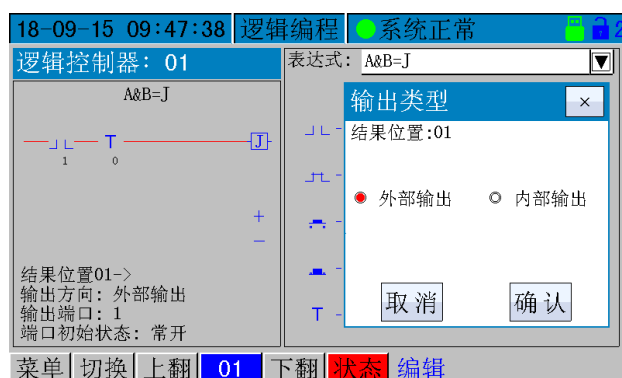 18-09-15 09:47:38 逻辑编程 系统正常 2
逻辑控制器: 01
表达式: A&B=J
A&B=J
T J
1 0
+
-
结果位置01->
输出方向: 外部输出
输出端口: 1
端口初始状态: 常开
T
输出类型 ×
结果位置:01
外部输出 内部输出
取消 确认
菜单 切换 上翻 01 下翻 状态 编辑